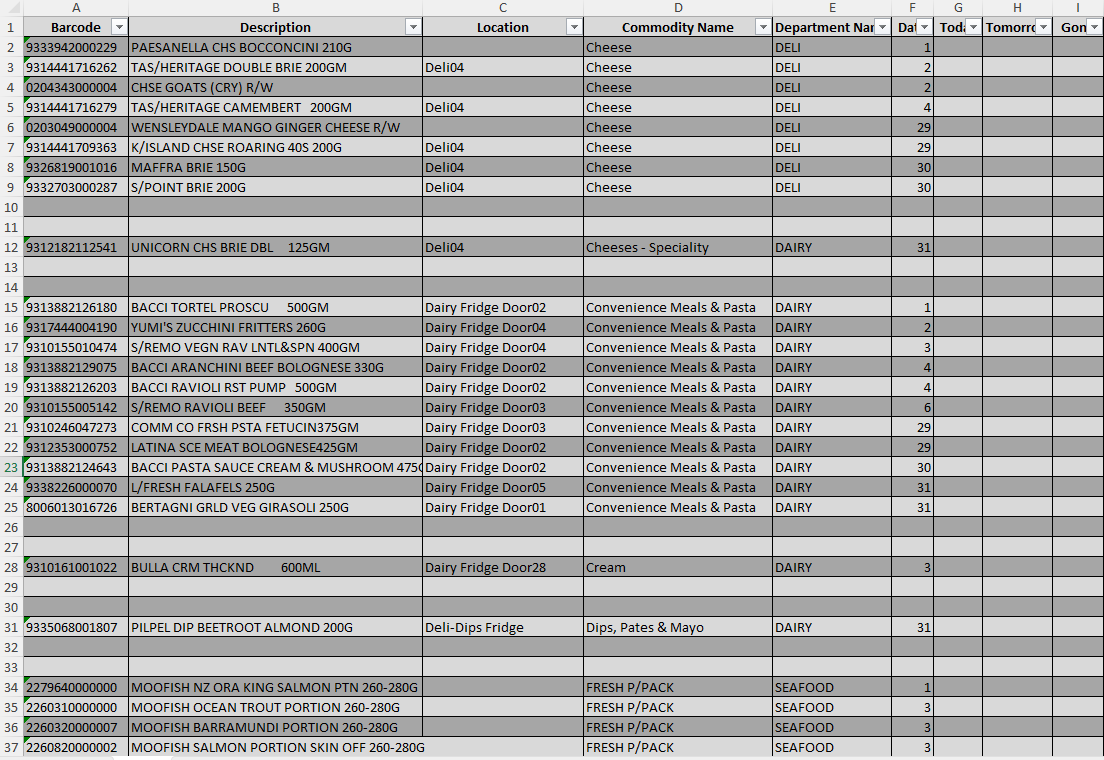 A B C D E F G H I
1 Barcode Description Location Commodity Name Department Nar Dat Toda Tomorro Gon
2 9333942000229 PAESANELLA CHS BOCCONCINI 210G Cheese DELI 1
3 9314441716262 TAS/HERITAGE DOUBLE BRIE 200GM Deli04 Cheese DELI 2
4 0204343000004 CHSE GOATS (CRY) R/W Cheese DELI 2
5 9314441716279 TAS/HERITAGE CAMEMBERT 200GM Deli04 Cheese DELI 4
6 0203049000004 WENSLEYDALE MANGO GINGER CHEESE R/W Cheese DELI 29
7 9314441709363 K/ISLAND CHSE ROARING 40S 200G Deli04 Cheese DELI 29
8 9326819001016 MAFFRA BRIE 150G Deli04 Cheese DELI 30
9 9332703000287 S/POINT BRIE 200G Deli04 Cheese DELI 30
10
11
12 9312182112541 UNICORN CHS BRIE DBL 125GM Deli04 Cheeses - Speciality DAIRY 31
13
14
15 9313882126180 BACCI TORTEL PROSCU 500GM Dairy Fridge Door02 Convenience Meals & Pasta DAIRY 1
16 9317444004190 YUMI'S ZUCCHINI FRITTERS 260G Dairy Fridge Door04 Convenience Meals & Pasta DAIRY 2
17 9310155010474 S/REMO VEGN RAV LNTL&SPN 400GM Dairy Fridge Door04 Convenience Meals & Pasta DAIRY 3
18 9313882129075 BACCI ARANCHINI BEEF BOLOGNESE 330G Dairy Fridge Door02 Convenience Meals & Pasta DAIRY 4
19 9313882126203 BACCI RAVIOLI RST PUMP 500GM Dairy Fridge Door02 Convenience Meals & Pasta DAIRY 4
20 9310155005142 S/REMO RAVIOLI BEEF 350GM Dairy Fridge Door03 Convenience Meals & Pasta DAIRY 6
21 9310246047273 COMM CO FRSH PSTA FETUCIN375GM Dairy Fridge Door03 Convenience Meals & Pasta DAIRY 29
22 9312353000752 LATINA SCE MEAT BOLOGNESE425GM Dairy Fridge Door02 Convenience Meals & Pasta DAIRY 29
23 9313882124643 BACCI PASTA SAUCE CREAM & MUSHROOM 475G Dairy Fridge Door02 Convenience Meals & Pasta DAIRY 30
24 9338226000070 L/FRESH FALAFELS 250G Dairy Fridge Door05 Convenience Meals & Pasta DAIRY 31
25 8006013016726 BERTAGNI GRLD VEG GIRASOLI 250G Dairy Fridge Door01 Convenience Meals & Pasta DAIRY 31
26
27
28 9310161001022 BULLA CRM THCKND 600ML Dairy Fridge Door28 Cream DAIRY 3
29
30
31 9335068001807 PILPEL DIP BEETROOT ALMOND 200G Deli-Dips Fridge Dips, Pates & Mayo DAIRY 31
32
33
34 2279640000000 MOOFISH NZ ORA KING SALMON PTN 260-280G FRESH P/PACK SEAFOOD 1
35 2260310000000 MOOFISH OCEAN TROUT PORTION 260-280G FRESH P/PACK SEAFOOD 3
36 2260320000007 MOOFISH BARRAMUNDI PORTION 260-280G FRESH P/PACK SEAFOOD 3
37 2260820000002 MOOFISH SALMON PORTION SKIN OFF 260-280G FRESH P/PACK SEAFOOD 3